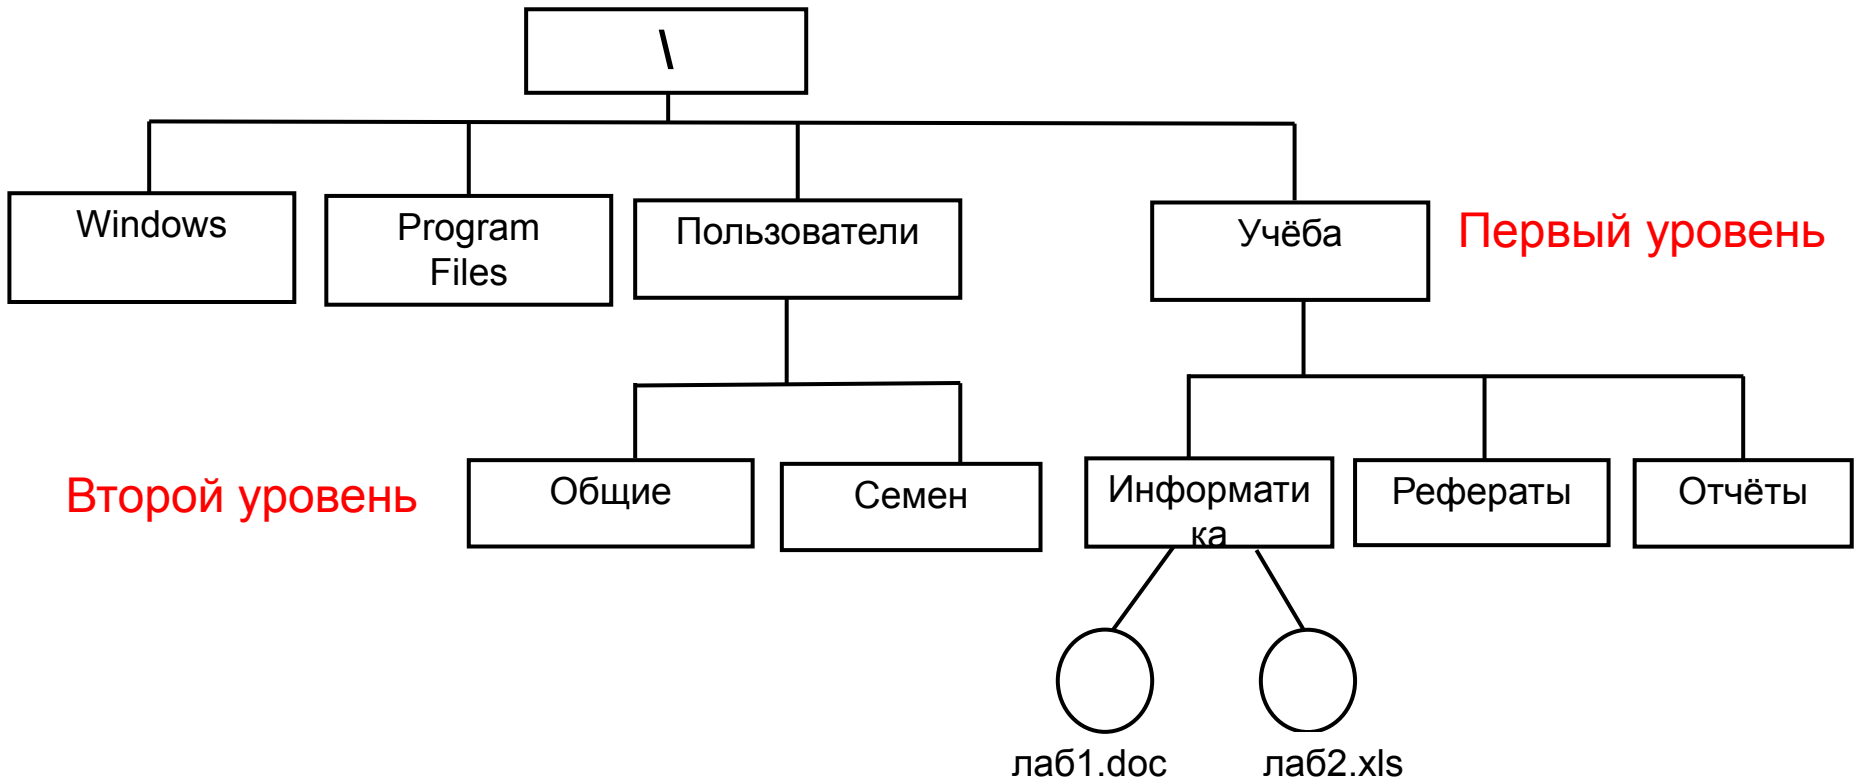 \
Windows
Program
Files
Пользователи
Учёба
Первый уровень
Второй уровень
Общие
Семен
Информати
ка
Рефераты
Отчёты
лаб1.doc
лаб2.xls